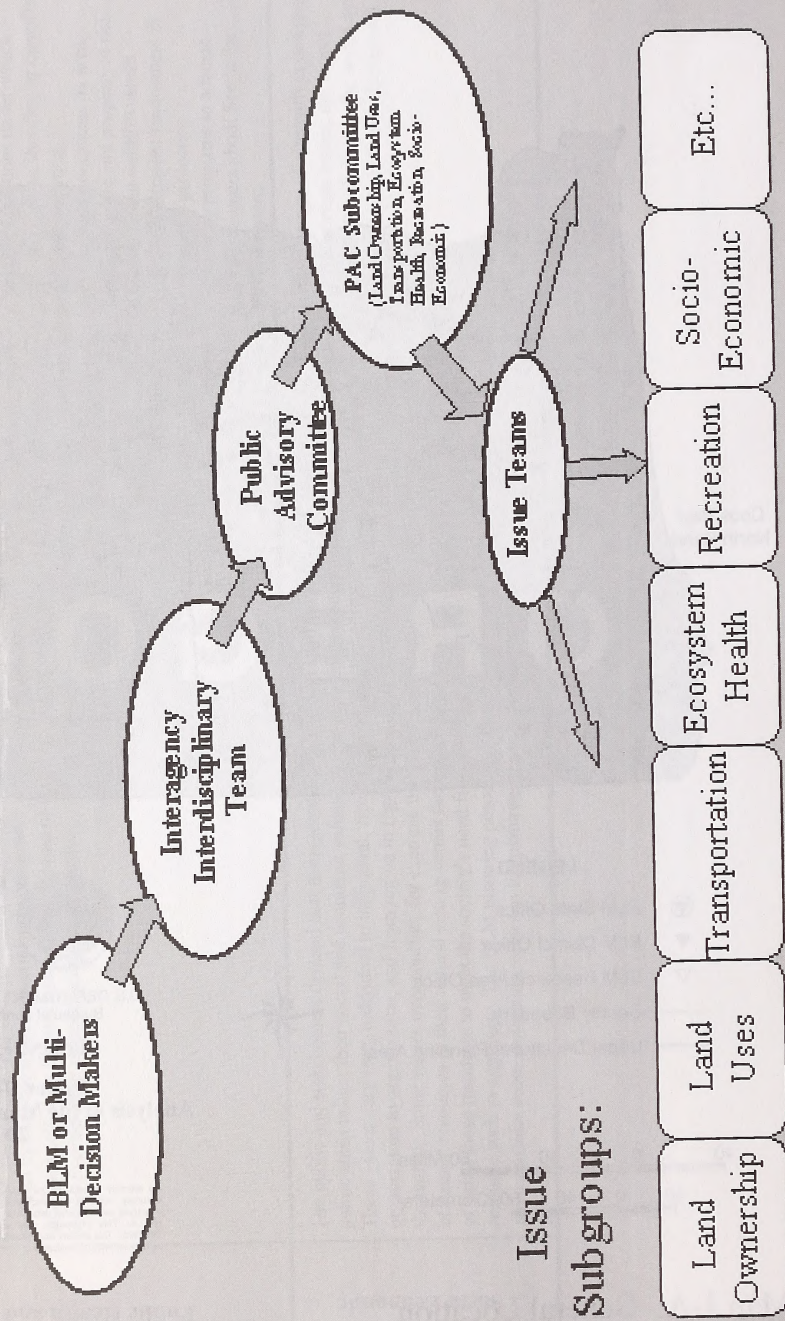 BLM or Multi-
Decision Makers
Interagency
Interdisciplinary
Team
Public
Advisory
Committee
PAC Subcommittee
(Land Ownership, Land Uses,
Transportation, Ecosystem
Health, Recreation, Socio-
Economic)
Issue Teams
Issue
Subgroups:
Land
Ownership
Land
Uses
Transportation
Ecosystem
Health
Recreation
Socio-
Economic
Etc...